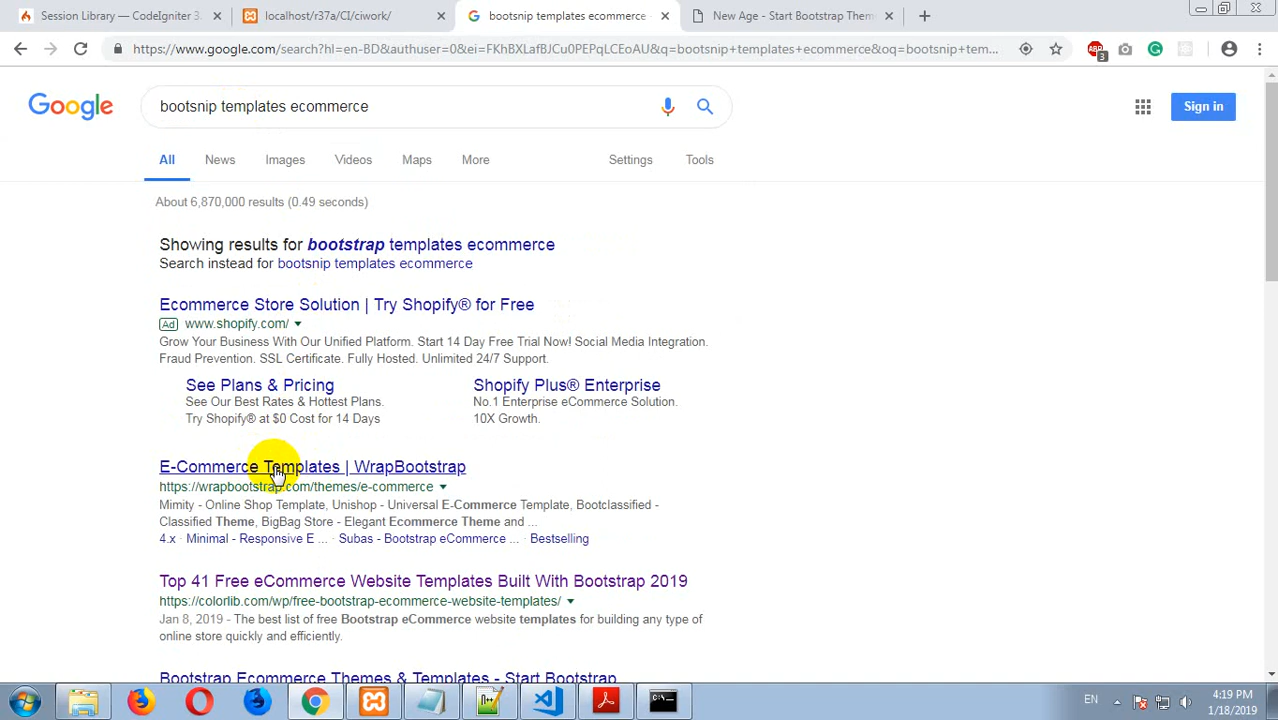 Session Library — CodeIgniter 3.
localhost/r37a/CI/ciwork/
bootsnip templates ecommerce -
New Age - Start Bootstrap Them
https://www.google.com/search?hl=en-BD&authuser=0&ei=FKhBXLafBJCu0PEPqLCEoAU&q=bootsnip+templates+ecommerce&oq=bootsnip+tem...
3
Google
bootsnip templates ecommerce
Sign in
All News Images Videos Maps More Settings Tools
About 6,870,000 results (0.49 seconds)
Showing results for bootstrap templates ecommerce
Search instead for bootsnip templates ecommerce
Ecommerce Store Solution | Try Shopify® for Free
Ad www.shopify.com/
Grow Your Business With Our Unified Platform. Start 14 Day Free Trial Now! Social Media Integration.
Fraud Prevention. SSL Certificate. Fully Hosted. Unlimited 24/7 Support.
See Plans & Pricing
See Our Best Rates & Hottest Plans.
Try Shopify® at $0 Cost for 14 Days
Shopify Plus® Enterprise
No.1 Enterprise eCommerce Solution.
10X Growth.
E-Commerce Templates | WrapBootstrap
https://wrapbootstrap.com/themes/e-commerce
Mimity - Online Shop Template, Unishop - Universal E-Commerce Template, Bootclassified -
Classified Theme, BigBag Store - Elegant Ecommerce Theme and ...
4.x · Minimal - Responsive E ... · Subas - Bootstrap eCommerce ... · Bestselling
Top 41 Free eCommerce Website Templates Built With Bootstrap 2019
https://colorlib.com/wp/free-bootstrap-ecommerce-website-templates/
Jan 8, 2019 - The best list of free Bootstrap eCommerce website templates for building any type of
online store quickly and efficiently.
Bootstrap Ecommerce Themes & Templates - Start Bootstrap
EN
4:19 PM
1/18/2019